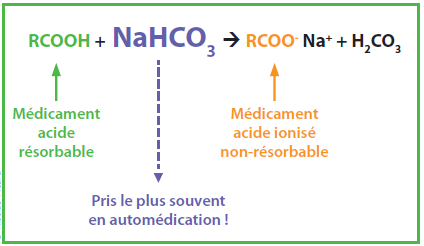 RCOOH + NaHCO₃ → RCOO⁻ Na⁺ + H₂CO₃
Médicament
acide
résorbable
Médicament
acide ionisé
non-résorbable
Pris le plus souvent
en automédication !